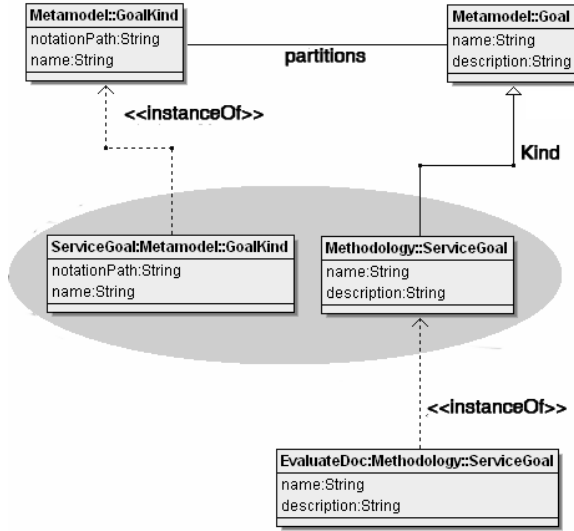 Metamodel::GoalKind
notationPath:String
name:String
Metamodel::Goal
name:String
description:String
partitions
<<instanceOf>>
Kind
ServiceGoal:Metamodel::GoalKind
notationPath:String
name:String
Methodology::ServiceGoal
name:String
description:String
<<instanceOf>>
EvaluateDoc:Methodology::ServiceGoal
name:String
description:String